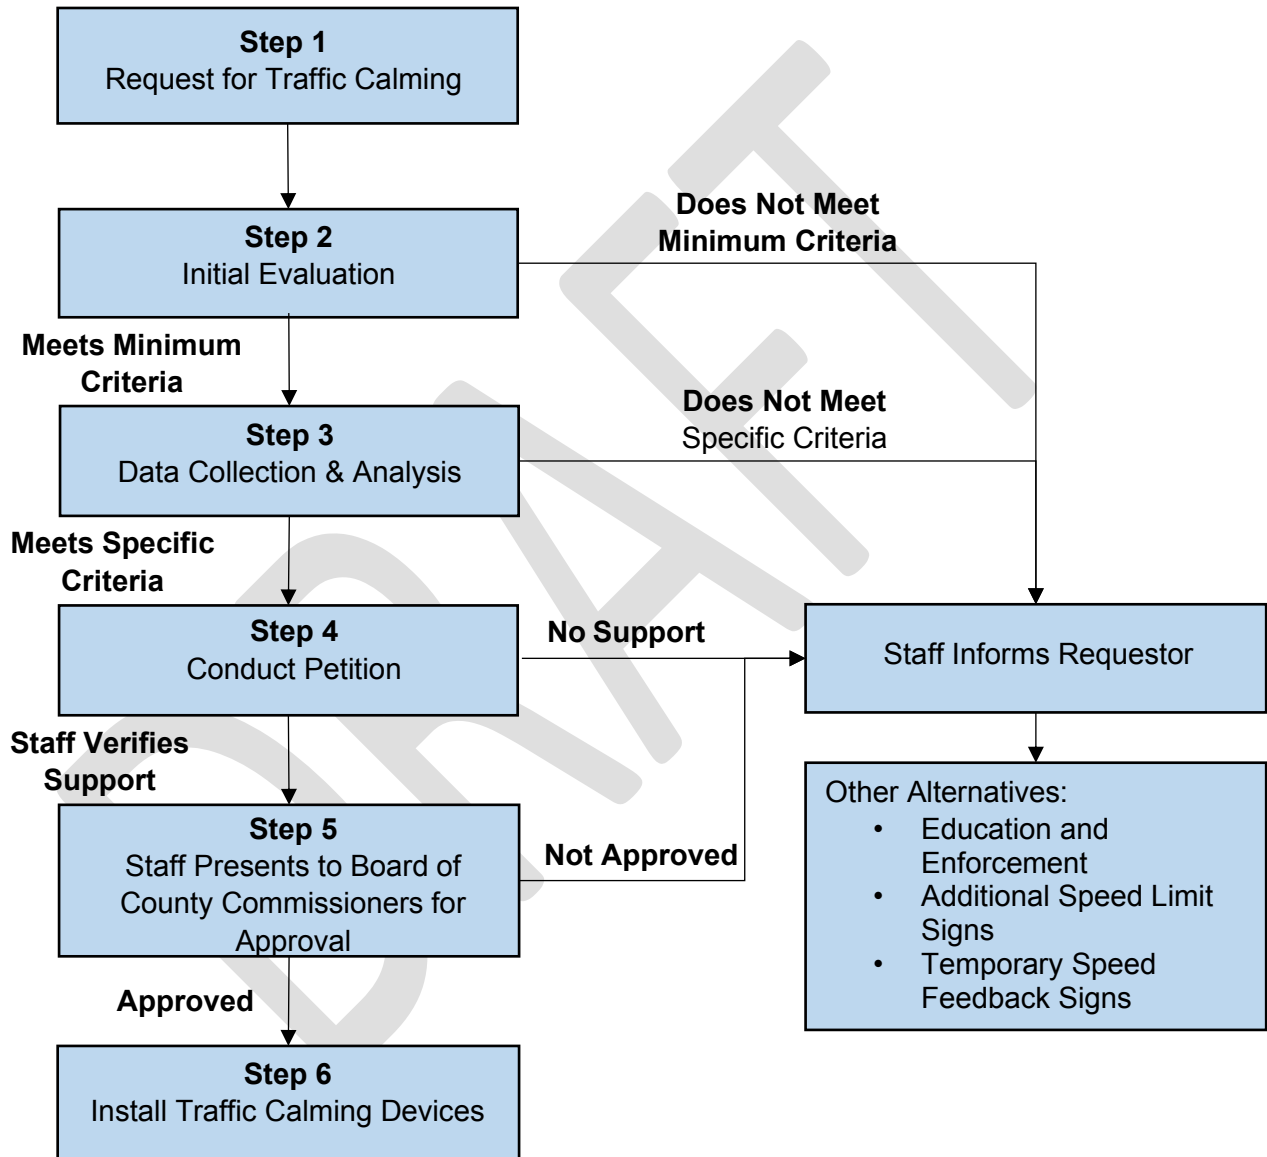 Step 1
Request for Traffic Calming
Does Not Meet
Minimum Criteria
Step 2
Initial Evaluation
Meets Minimum
Criteria
Does Not Meet
Specific Criteria
Step 3
Data Collection & Analysis
Meets Specific
Criteria
Step 4
Conduct Petition
No Support
Staff Informs Requestor
Staff Verifies
Support
Step 5
Staff Presents to Board of
County Commissioners for
Approval
Not Approved
Other Alternatives:
• Education and
Enforcement
• Additional Speed Limit
Signs
• Temporary Speed
Feedback Signs
Approved
Step 6
Install Traffic Calming Devices
DRAFT